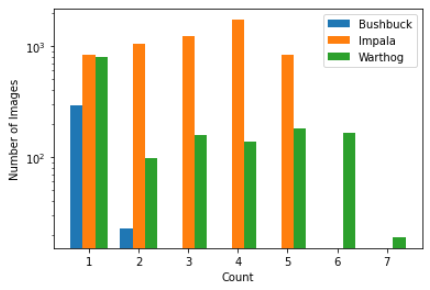 Bushbuck
Impala
Warthog
10³
10²
Number of Images
1 2 3 4 5 6 7
Count